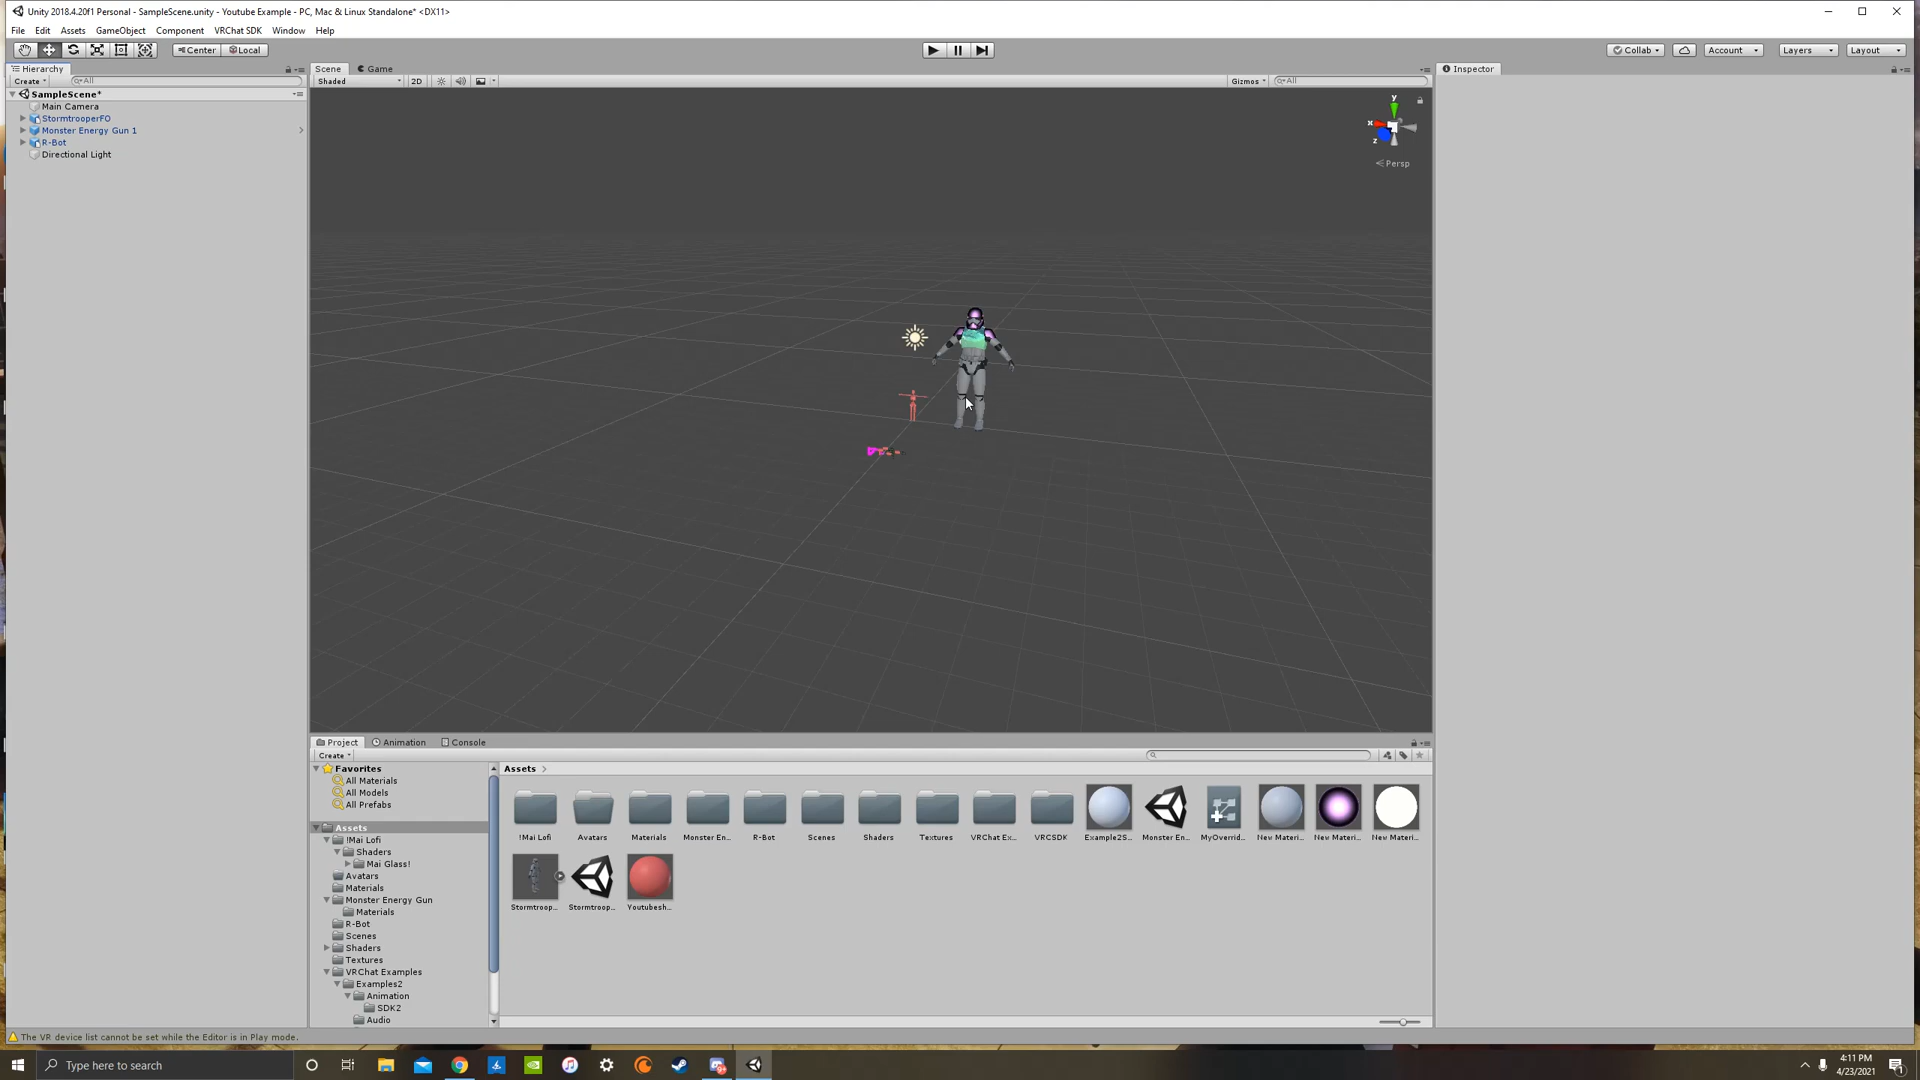 Unity 2018.4.20f1 Personal - SampleScene.unity - Youtube Example - PC, Mac & Linux Standalone* <DX11>
File Edit Assets GameObject Component VRChat SDK Window Help
Center Local
Collab Account Layers Layout
Hierarchy
Create All
SampleScene*
Main Camera
StormtrooperFO
Monster Energy Gun 1
R-Bot
Directional Light
Scene Game
Shaded 2D Gizmos All
y
x
z
Persp
Inspector
Project Animation Console
Create
Favorites
All Materials
All Models
All Prefabs
Assets
!Mai Lofi
Shaders
Mai Glass!
Avatars
Materials
Monster Energy Gun
Materials
R-Bot
Scenes
Shaders
Textures
VRChat Examples
Examples2
Animation
SDK2
Audio
Assets
!Mai Lofi Avatars Materials Monster En... R-Bot Scenes Shaders Textures VRChat Ex... VRCSDK Example2S... Monster En... MyOverrid... New Materi... New Materi... New Materi...
Stormtroop... Stormtroop... Youtubesh...
The VR device list cannot be set while the Editor is in Play mode.
Type here to search
4:11 PM
4/23/2021